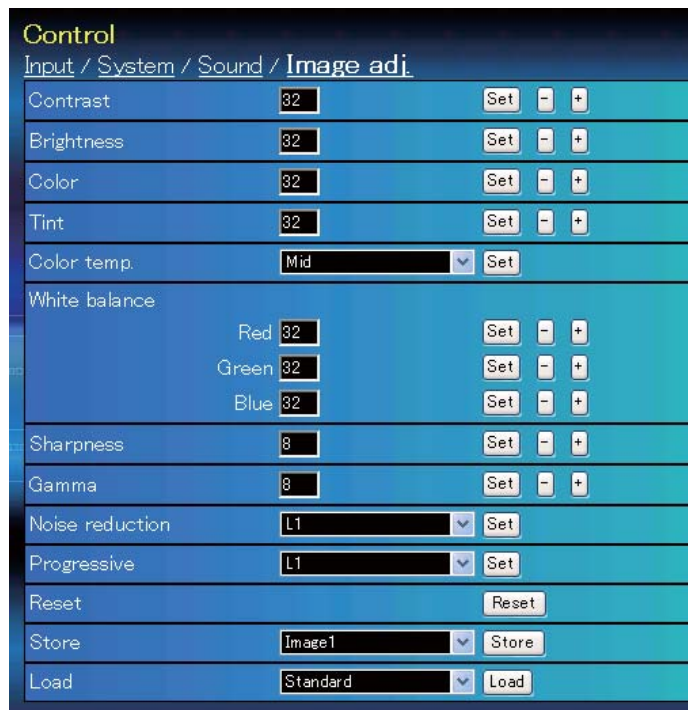 Control
Input / System / Sound / Image adj.
Contrast 32 Set - +
Brightness 32 Set - +
Color 32 Set - +
Tint 32 Set - +
Color temp. Mid Set
White balance
Red 32 Set - +
Green 32 Set - +
Blue 32 Set - +
Sharpness 8 Set - +
Gamma 8 Set - +
Noise reduction L1 Set
Progressive L1 Set
Reset Reset
Store Image1 Store
Load Standard Load